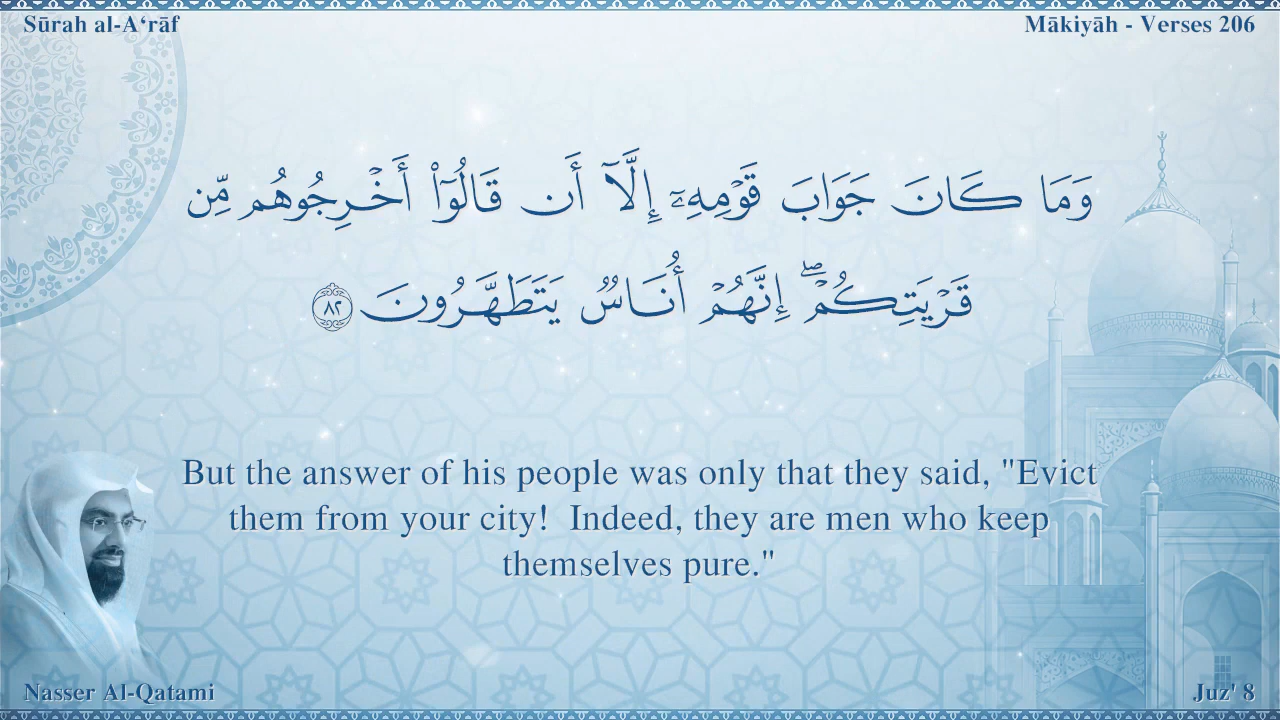 Sūrah al-A‘rāf
Mākiyāh - Verses 206
وَمَا كَانَ جَوَابَ قَوْمِهِۦٓ إِلَّآ أَن قَالُوٓا۟ أَخْرِجُوهُم مِّن
قَرْيَتِكُمْ ۖ إِنَّهُمْ أُنَاسٌ يَتَطَهَّرُونَ ٨٢
But the answer of his people was only that they said, "Evict
them from your city!  Indeed, they are men who keep
themselves pure."
Nasser Al-Qatami
Juz' 8